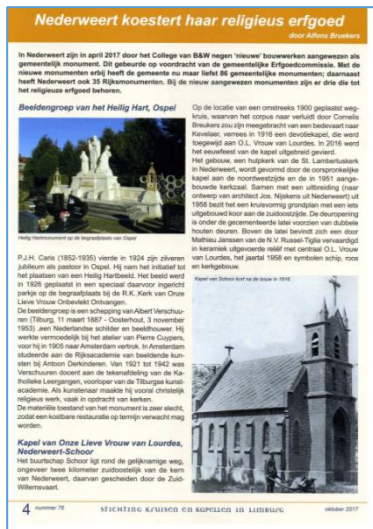 Nederweert koestert haar religieus erfgoed
door Alfons Bruekers
In Nederweert zijn in april 2017 door het College van B&W negen 'nieuwe' bouwwerken aangewezen als
gemeentelijk monument. Dit gebeurde op voordracht van de gemeentelijke Erfgoedcommissie. Met de
nieuwe monumenten erbij heeft de gemeente nu maar liefst 86 gemeentelijke monumenten; daarnaast
heeft Nederweert ook 35 Rijksmonumenten. Bij de nieuw aangewezen monumenten zijn er drie die tot
het religieuze erfgoed behoren.
Beeldengroep van het Heilig Hart, Ospel
Heilig Hartmonument op de begraafplaats van Ospel
P.J.H. Caris (1852-1935) vierde in 1924 zijn zilveren
jubileum als pastoor in Ospel. Hij nam het initiatief tot
het plaatsen van een Heilig Hartbeeld. Het beeld werd
in 1926 geplaatst in een speciaal daarvoor ingericht
parkje op de begraafplaats bij de R.K. Kerk van Onze
Lieve Vrouw Onbevlekt Ontvangen.
De beeldengroep is een schepping van Albert Verschuu-
ren (Tilburg, 11 maart 1887 - Oosterhout, 3 november
1953) ,een Nederlandse schilder en beeldhouwer. Hij
werkte vermoedelijk bij het atelier van Pierre Cuypers,
voor hij in 1905 naar Amsterdam vertrok. In Amsterdam
studeerde aan de Rijksacademie van beeldende kun-
sten bij Antoon Derkinderen. Van 1921 tot 1942 was
Verschuuren docent aan de tekenafdeling van de Ka-
tholieke Leergangen, voorloper van de Tilburgse kunst-
academie. Als kunstenaar maakte hij vooral christelijk
religieus werk, vaak in opdracht van kerken.
De materiële toestand van het monument is zeer slecht,
zodat een kostbare restauratie op termijn verwacht mag
worden.
Kapel van Onze Lieve Vrouw van Lourdes,
Nederweert-Schoor
Het buurtschap Schoor ligt rond de gelijknamige weg,
ongeveer twee kilometer zuidoostelijk van de kern
van Nederweert, daarvan gescheiden door de Zuid-
Willemsvaart.
Op de locatie van een omstreeks 1900 geplaatst weg-
kruis, waarvan het corpus naar verluidt door Cornelis
Breukers zou zijn meegebracht van een bedevaart naar
Kevelaer, verrees in 1916 een devotiekapel, die werd
toegewijd aan O.L. Vrouw van Lourdes. In 2016 werd
het eeuwfeest van de kapel uitgebreid gevierd.
Het gebouw, een hulpkerk van de St. Lambertuskerk
in Nederweert, wordt gevormd door de oorspronkelijke
kapel aan de noordwestzijde en de in 1951 aange-
bouwde kerkzaal. Samen met een uitbreiding (naar
ontwerp van architect Jos. Nijskens uit Nederweert) uit
1958 bezit het een kruisvormig grondplan met een iets
uitgebouwd koor aan de zuidoostzijde. De deuropening
is onder de gecementeerde latei voorzien van dubbele
houten deuren. Boven de latei bevindt zich een door
Mathieu Janssen van de N.V. Russel-Tiglia vervaardigd
in keramiek uitgevoerde reliëf met centraal O.L. Vrouw
van Lourdes, het jaartal 1958 en symbolen schip, roos
en kerkgebouw.
Kapel van Schoor kort na de bouw in 1916.
4 nummer 76 STICHTING KRUISEN EN KAPELLEN IN LIMBURG oktober 2017